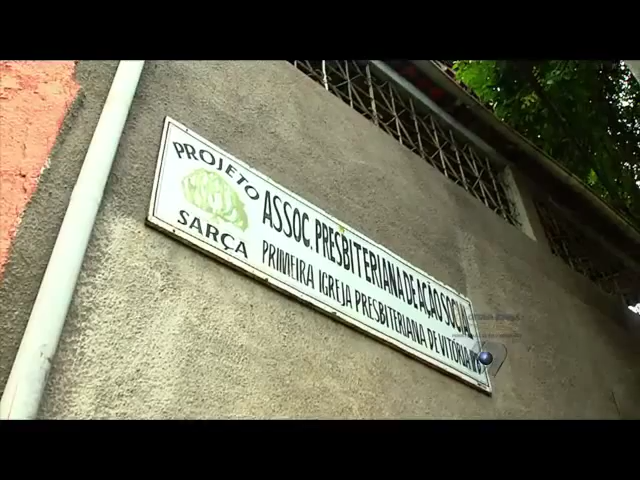 PROJETO
SARÇA
ASSOC. PRESBITERIANA DE AÇÃO SOCIAL
PRIMEIRA IGREJA PRESBITERIANA DE VITÓRIA